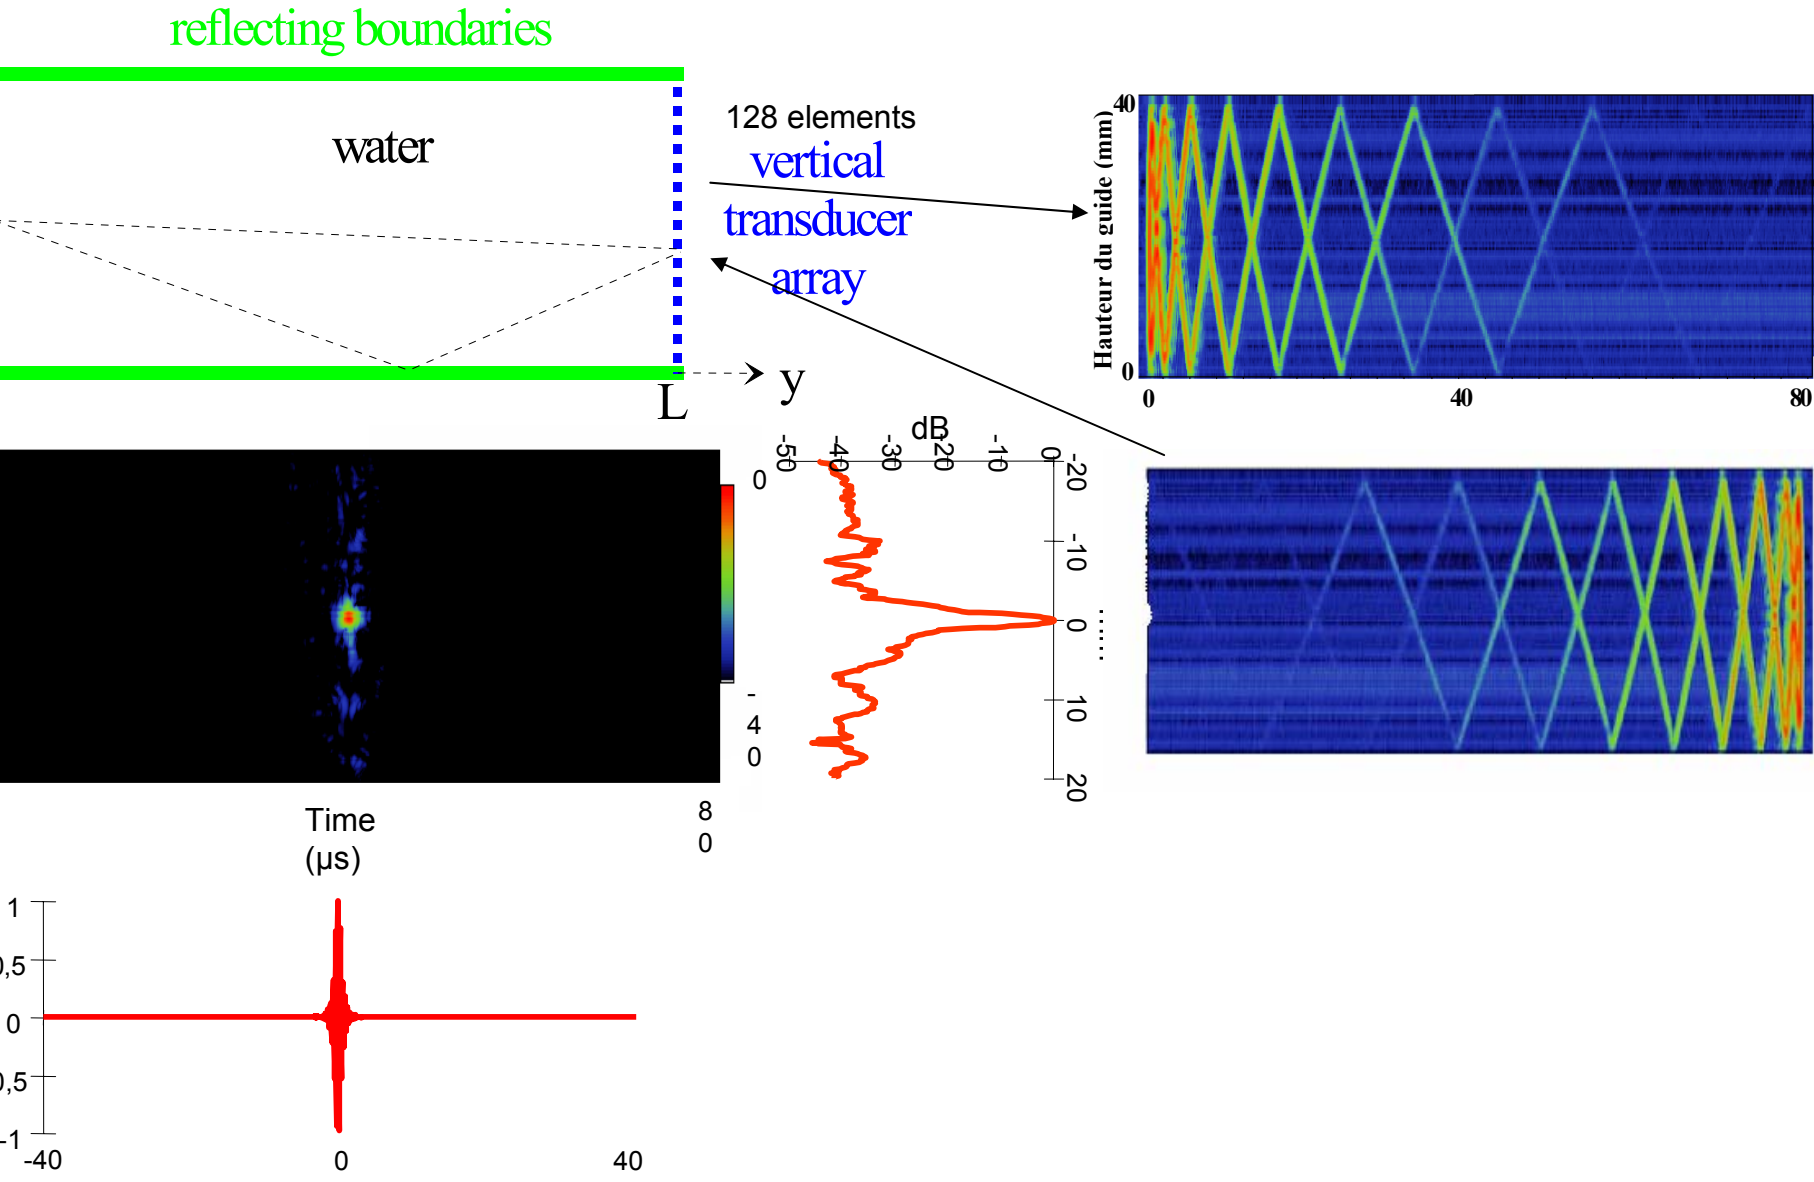 reflecting boundaries
water
128 elements
vertical
transducer
array
y
L
Hauteur du guide (mm)
40
0
0
40
80
dB
-50
-40
-30
-20
-10
0
-20
-10
0
10
20
0
-
4
0
Time
(µs)
8
0
1
0,5
0
0,5
-1
-40
0
40